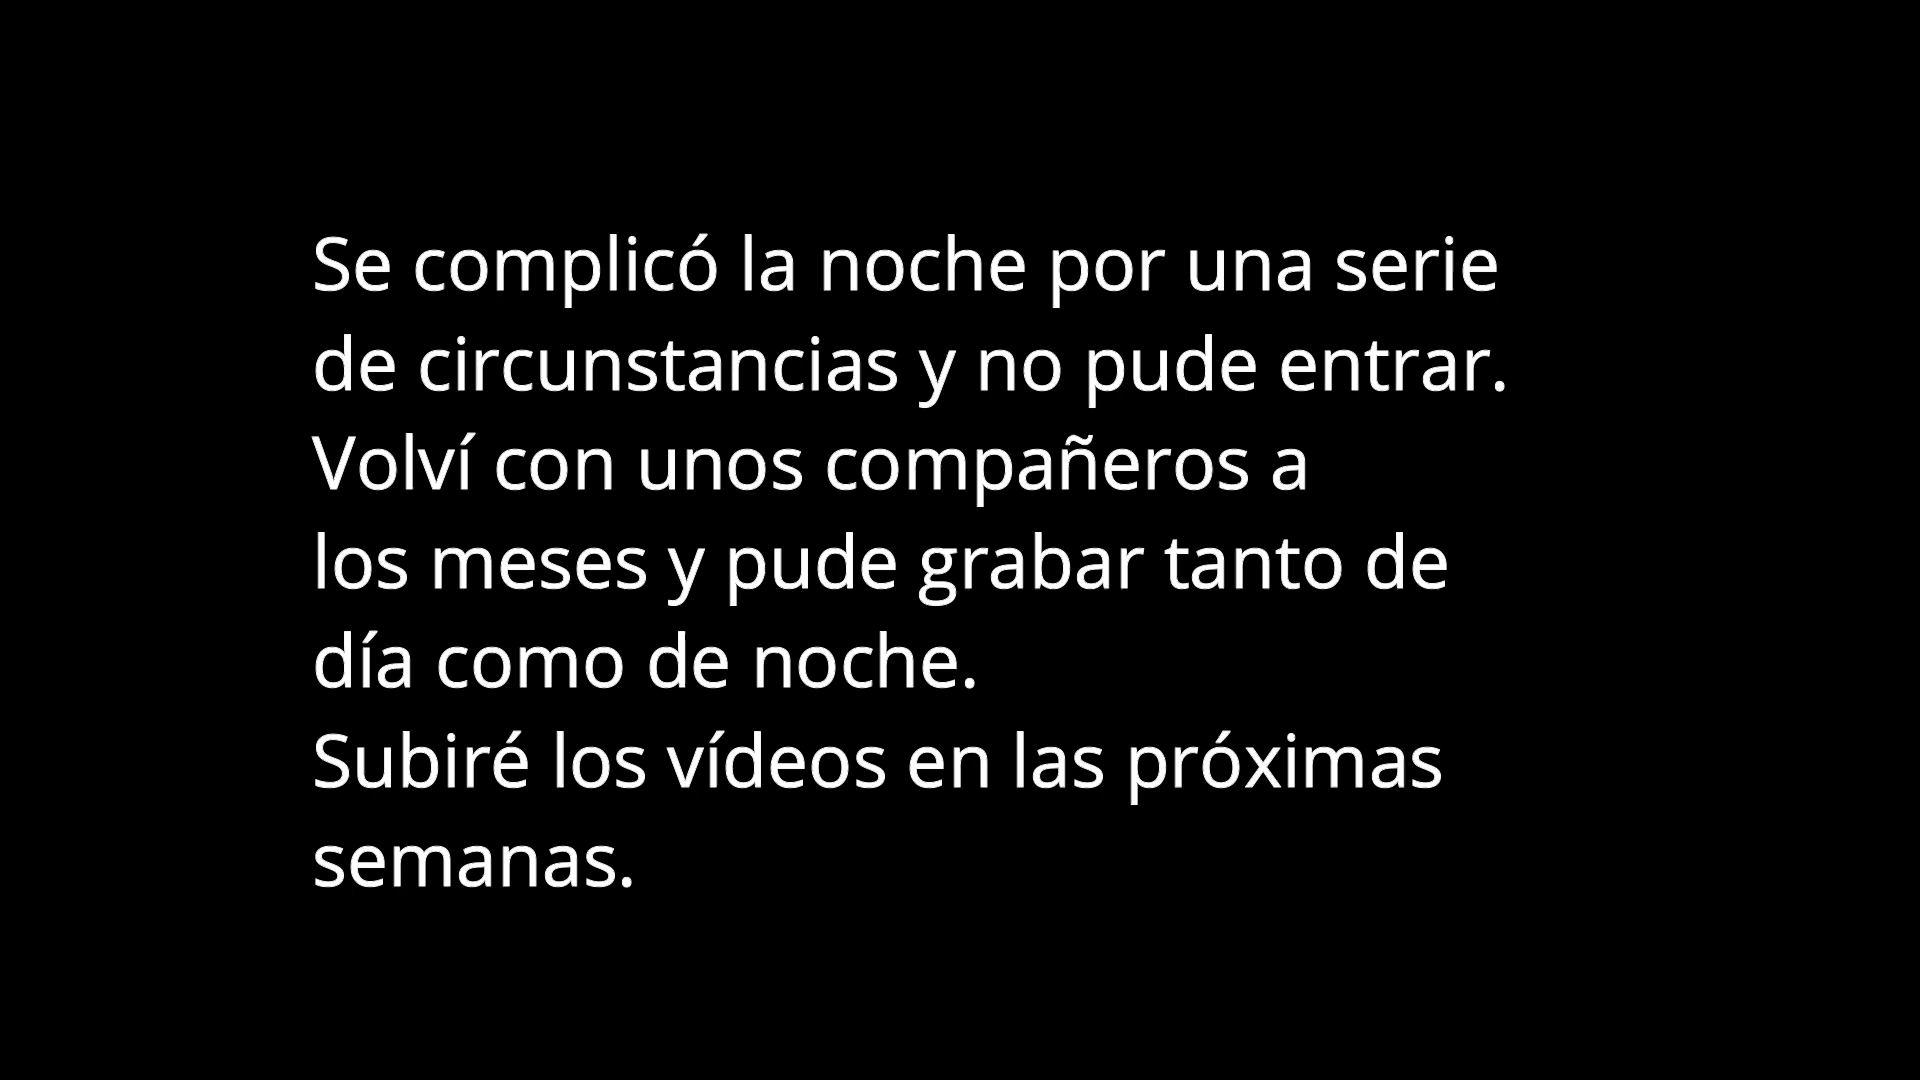 Se complicó la noche por una serie
de circunstancias y no pude entrar.
Volví con unos compañeros a
los meses y pude grabar tanto de
día como de noche.
Subiré los vídeos en las próximas
semanas.